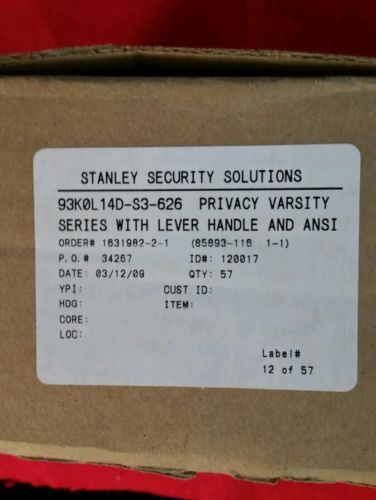 STANLEY SECURITY SOLUTIONS
93K0L14D-S3-626 PRIVACY VARSITY
SERIES WITH LEVER HANDLE AND ANSI
ORDER# 1631982-2-1 (85893-116 1-1)
P.O.# 34267 ID#: 120017
DATE: 03/12/09 QTY: 57
YPI: CUST ID:
HDG: ITEM:
CORE:
LOC:
Label#
12 of 57